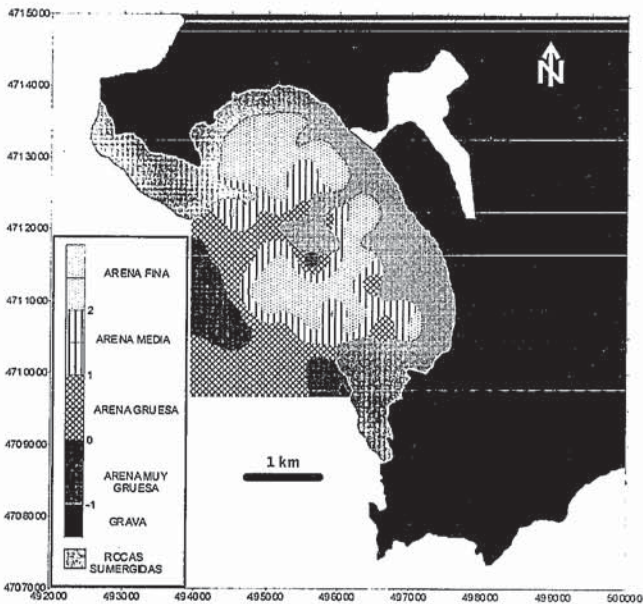 4715000
4714000
4713000
4712000
4711000
4710000
4709000
4708000
4707000
N
ARENA FINA
2
ARENA MEDIA
1
ARENA GRUESA
0
ARENA MUY
GRUESA
-1
GRAVA
ROCAS
SUMERGIDAS
1 km
492000 493000 494000 495000 496000 497000 498000 499000 500000